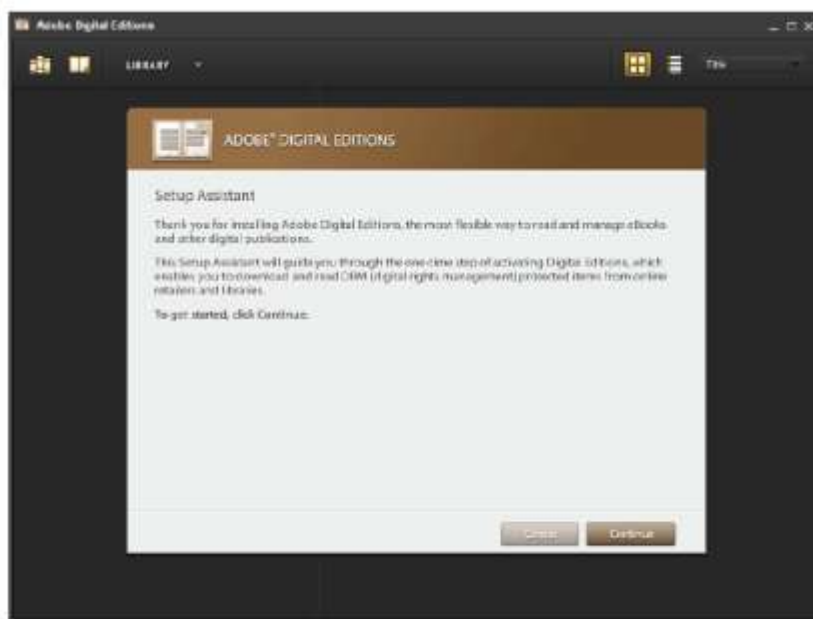 Adobe Digital Editions
LIBRARY
Title
ADOBE® DIGITAL EDITIONS
Setup Assistant
Thank you for installing Adobe Digital Editions, the most flexible way to read and manage eBooks
and other digital publications.
This Setup Assistant will guide you through the one-time step of activating Digital Editions, which
enables you to download and read DRM (digital rights management) protected items from online
retailers and libraries.
To get started, click Continue.
Cancel
Continue